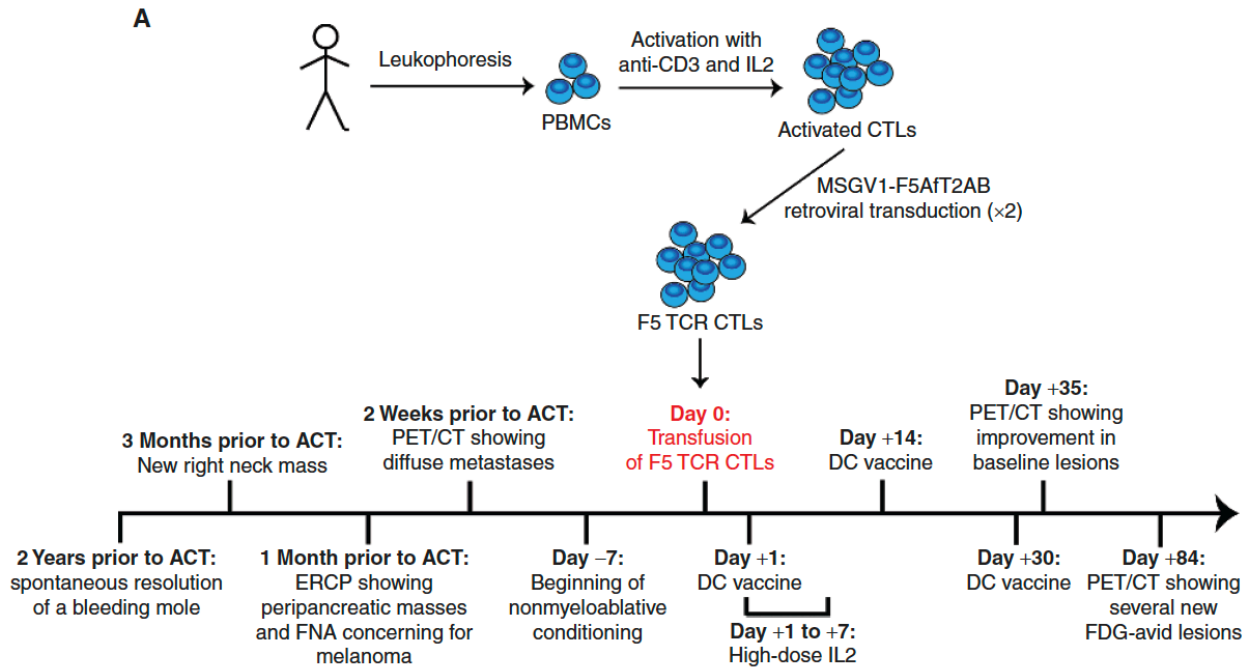 A
Leukophoresis
PBMCs
Activation with
anti-CD3 and IL2
Activated CTLs
MSGV1-F5AfT2AB
retroviral transduction (×2)
F5 TCR CTLs
2 Years prior to ACT:
spontaneous resolution
of a bleeding mole
3 Months prior to ACT:
New right neck mass
1 Month prior to ACT:
ERCP showing
peripancreatic masses
and FNA concerning for
melanoma
2 Weeks prior to ACT:
PET/CT showing
diffuse metastases
Day −7:
Beginning of
nonmyeloablative
conditioning
Day 0:
Transfusion
of F5 TCR CTLs
Day +1:
DC vaccine
Day +1 to +7:
High-dose IL2
Day +14:
DC vaccine
Day +30:
DC vaccine
Day +35:
PET/CT showing
improvement in
baseline lesions
Day +84:
PET/CT showing
several new
FDG-avid lesions